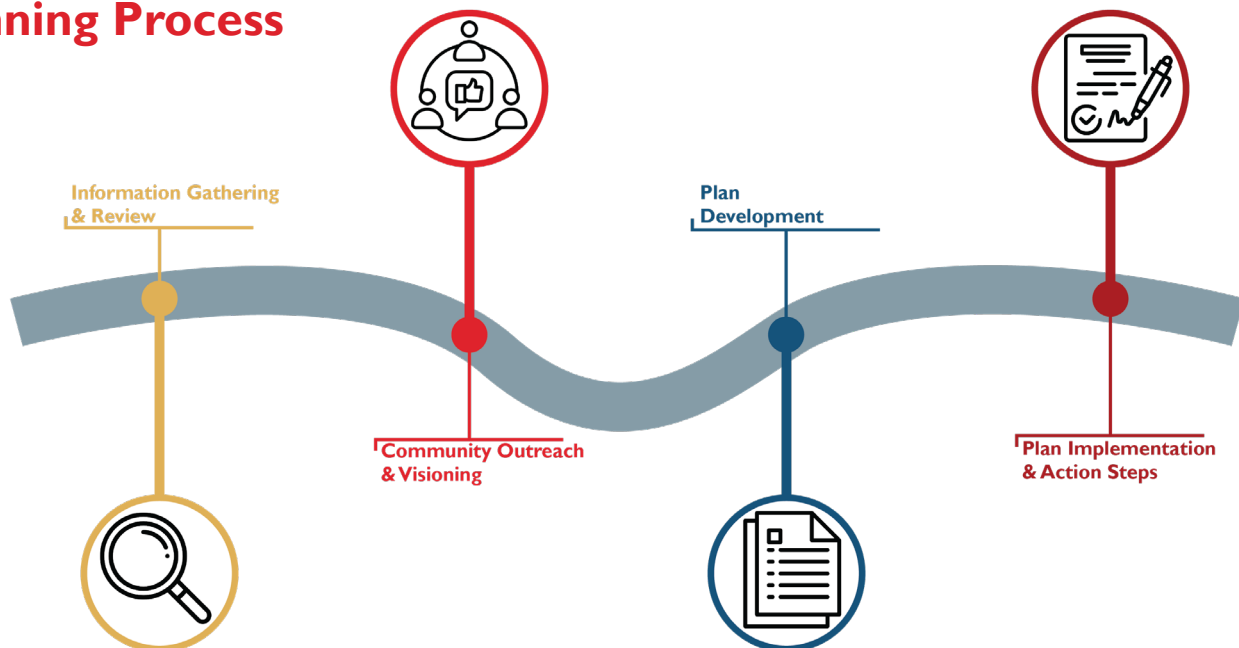 nning Process
Information Gathering
& Review
Community Outreach
& Visioning
Plan
Development
Plan Implementation
& Action Steps